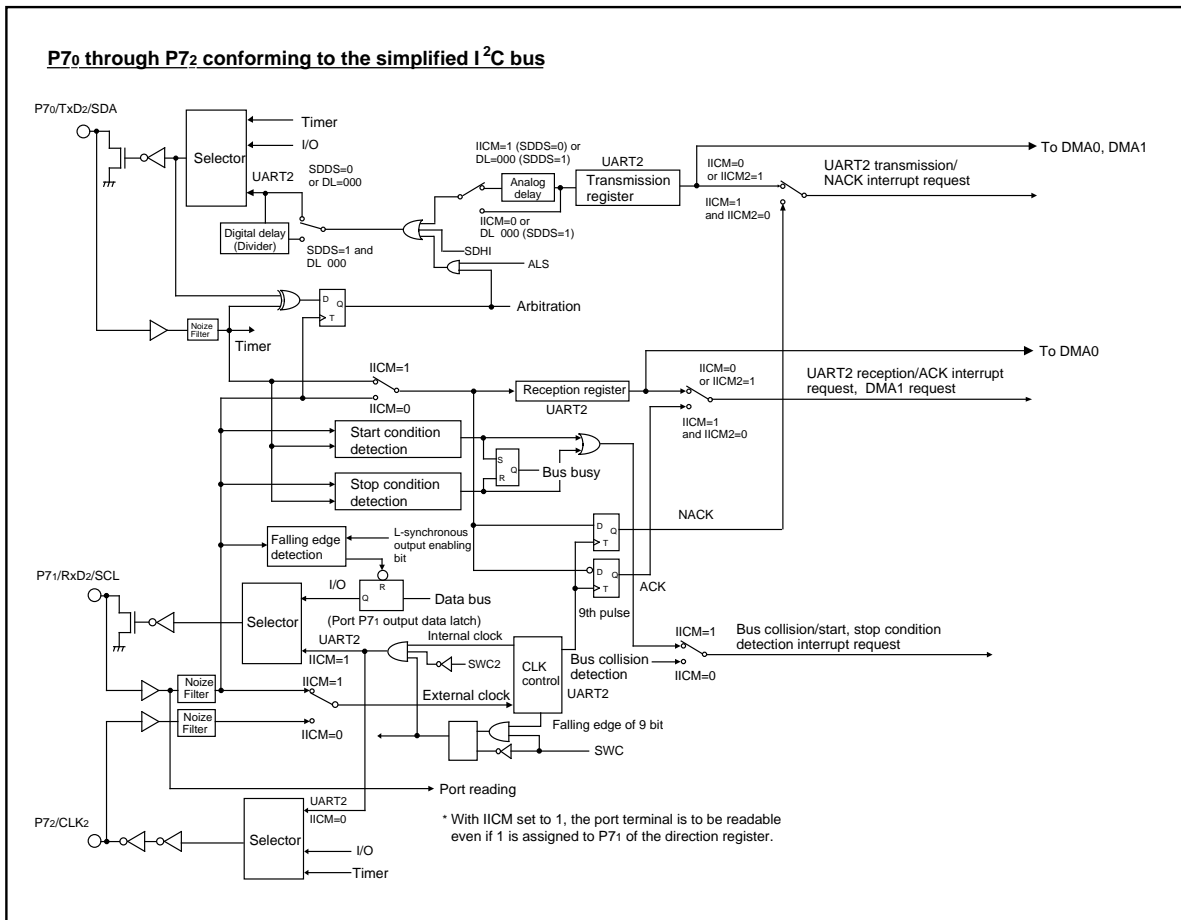 P70 through P72 conforming to the simplified I2C bus
P70/TxD2/SDA
Selector
Timer
I/O
UART2
SDDS=0
or DL=000
Digital delay
(Divider)
SDDS=1 and
DL 000
IICM=1 (SDDS=0) or
DL=000 (SDDS=1)
Analog
delay
IICM=0 or
DL 000 (SDDS=1)
SDHI
ALS
UART2
Transmission
register
IICM=0
or IICM2=1
IICM=1
and IICM2=0
To DMA0, DMA1
UART2 transmission/
NACK interrupt request
D
Q
T
Arbitration
Noize
Filter
Timer
IICM=1
IICM=0
Reception register
UART2
IICM=0
or IICM2=1
IICM=1
and IICM2=0
To DMA0
UART2 reception/ACK interrupt
request, DMA1 request
Start condition
detection
S
R
Q
Bus busy
Stop condition
detection
NACK
D
Q
T
Falling edge
detection
L-synchronous
output enabling
bit
D
Q
T
ACK
9th pulse
P71/RxD2/SCL
Selector
I/O
R
Q
Data bus
(Port P71 output data latch)
UART2
IICM=1
Internal clock
SWC2
CLK
control
UART2
Bus collision
detection
IICM=1
IICM=0
Bus collision/start, stop condition
detection interrupt request
Noize
Filter
IICM=1
External clock
Noize
Filter
IICM=0
Falling edge of 9 bit
SWC
Port reading
P72/CLK2
Selector
UART2
IICM=0
I/O
Timer
* With IICM set to 1, the port terminal is to be readable
even if 1 is assigned to P71 of the direction register.